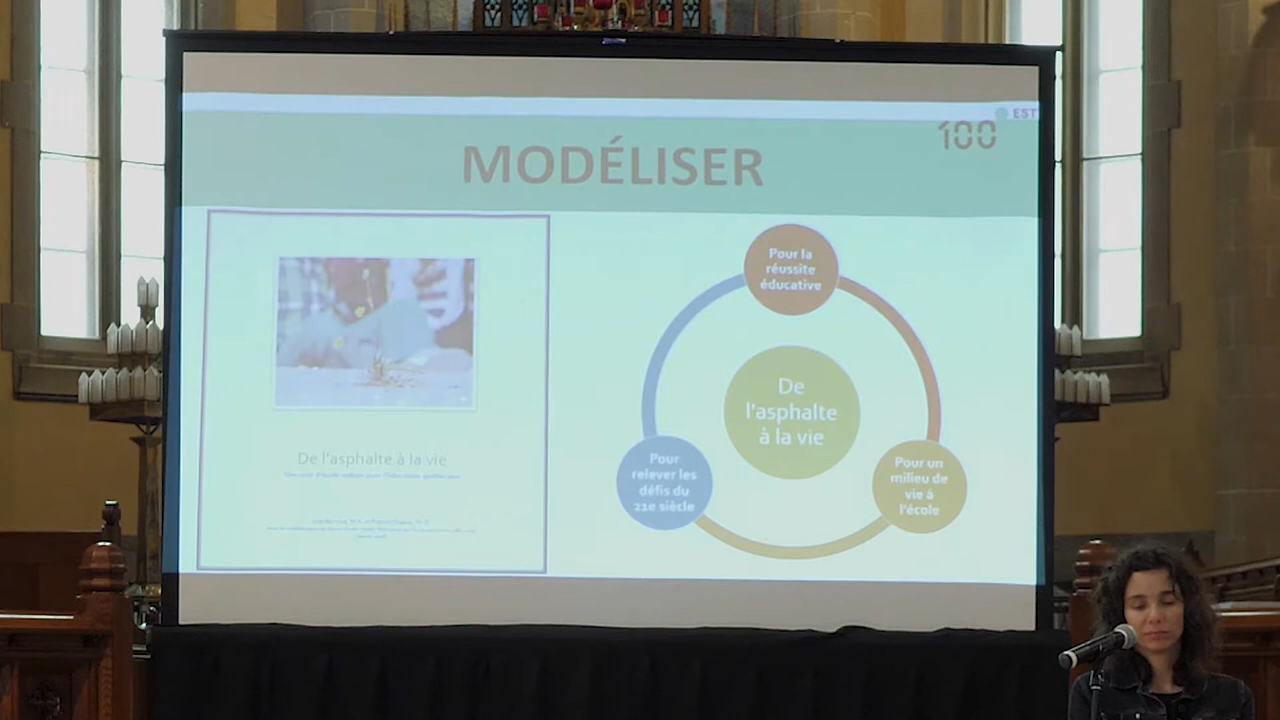 EST
100
MODÉLISER
De l'asphalte à la vie
Pour la
réussite
éducative
De
l'asphalte
à la vie
Pour
relever les
défis du
21e siècle
Pour un
milieu de
vie à
l'école